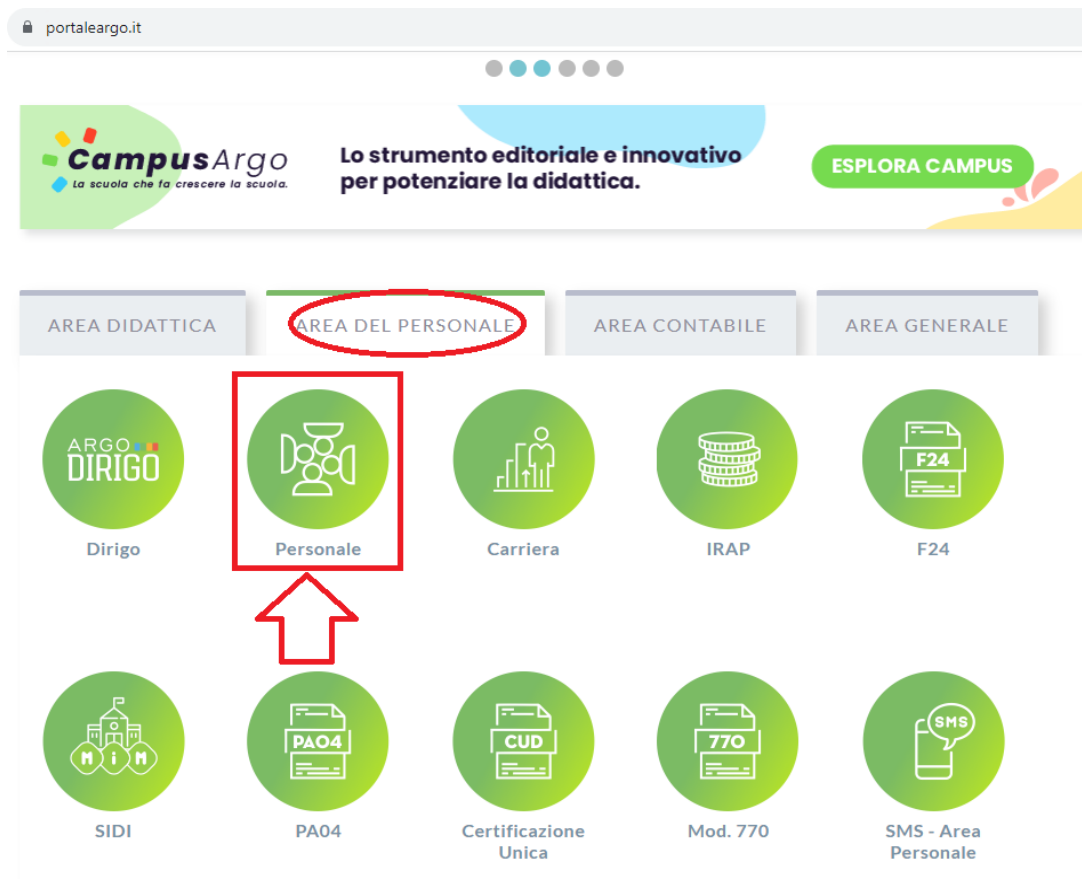 portaleargo.it
CampusArgo
La scuola che fa crescere la scuola.
Lo strumento editoriale e innovativo
per potenziare la didattica.
ESPLORA CAMPUS
AREA DIDATTICA
AREA DEL PERSONALE
AREA CONTABILE
AREA GENERALE
ARGO
DIRIGO
F24
Dirigo
Personale
Carriera
IRAP
F24
MiM
PA04
CUD
770
SMS
SIDI
PA04
Certificazione
Unica
Mod. 770
SMS - Area
Personale